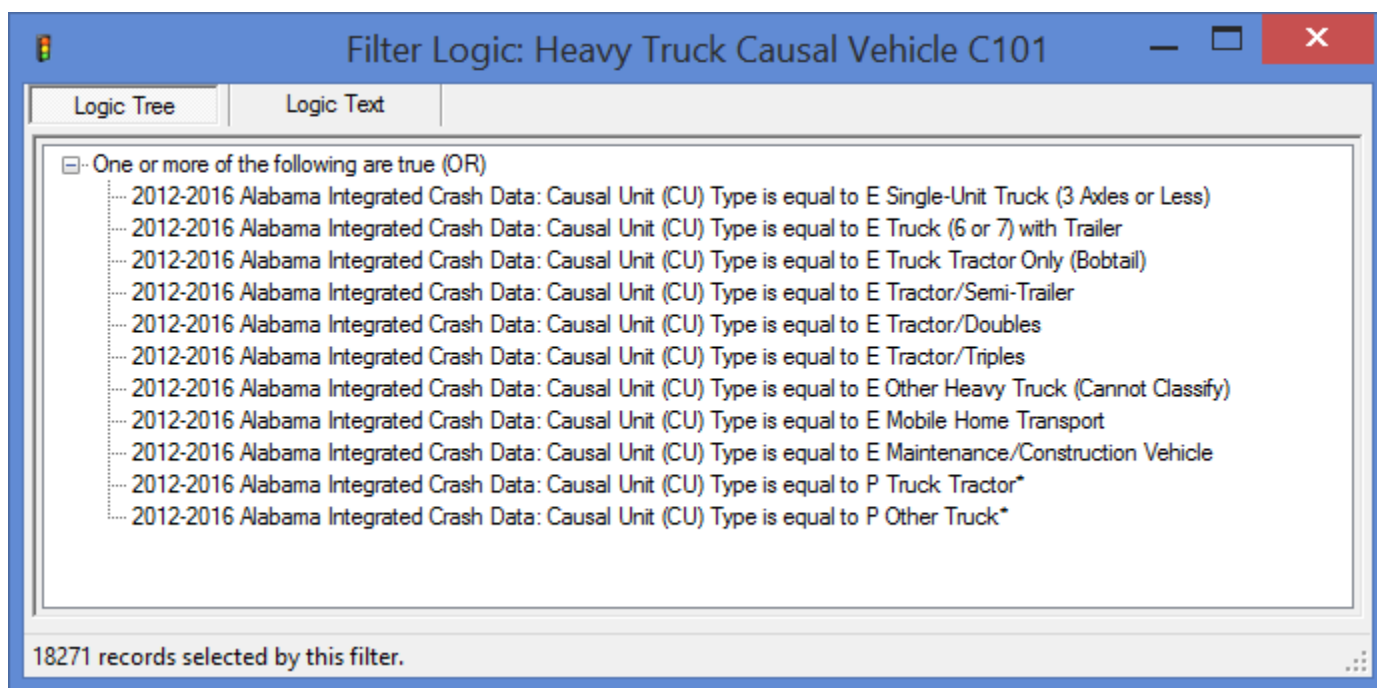 Filter Logic: Heavy Truck Causal Vehicle C101
Logic Tree
Logic Text
One or more of the following are true (OR)
2012-2016 Alabama Integrated Crash Data: Causal Unit (CU) Type is equal to E Single-Unit Truck (3 Axles or Less)
2012-2016 Alabama Integrated Crash Data: Causal Unit (CU) Type is equal to E Truck (6 or 7) with Trailer
2012-2016 Alabama Integrated Crash Data: Causal Unit (CU) Type is equal to E Truck Tractor Only (Bobtail)
2012-2016 Alabama Integrated Crash Data: Causal Unit (CU) Type is equal to E Tractor/Semi-Trailer
2012-2016 Alabama Integrated Crash Data: Causal Unit (CU) Type is equal to E Tractor/Doubles
2012-2016 Alabama Integrated Crash Data: Causal Unit (CU) Type is equal to E Tractor/Triples
2012-2016 Alabama Integrated Crash Data: Causal Unit (CU) Type is equal to E Other Heavy Truck (Cannot Classify)
2012-2016 Alabama Integrated Crash Data: Causal Unit (CU) Type is equal to E Mobile Home Transport
2012-2016 Alabama Integrated Crash Data: Causal Unit (CU) Type is equal to E Maintenance/Construction Vehicle
2012-2016 Alabama Integrated Crash Data: Causal Unit (CU) Type is equal to P Truck Tractor*
2012-2016 Alabama Integrated Crash Data: Causal Unit (CU) Type is equal to P Other Truck*
18271 records selected by this filter.